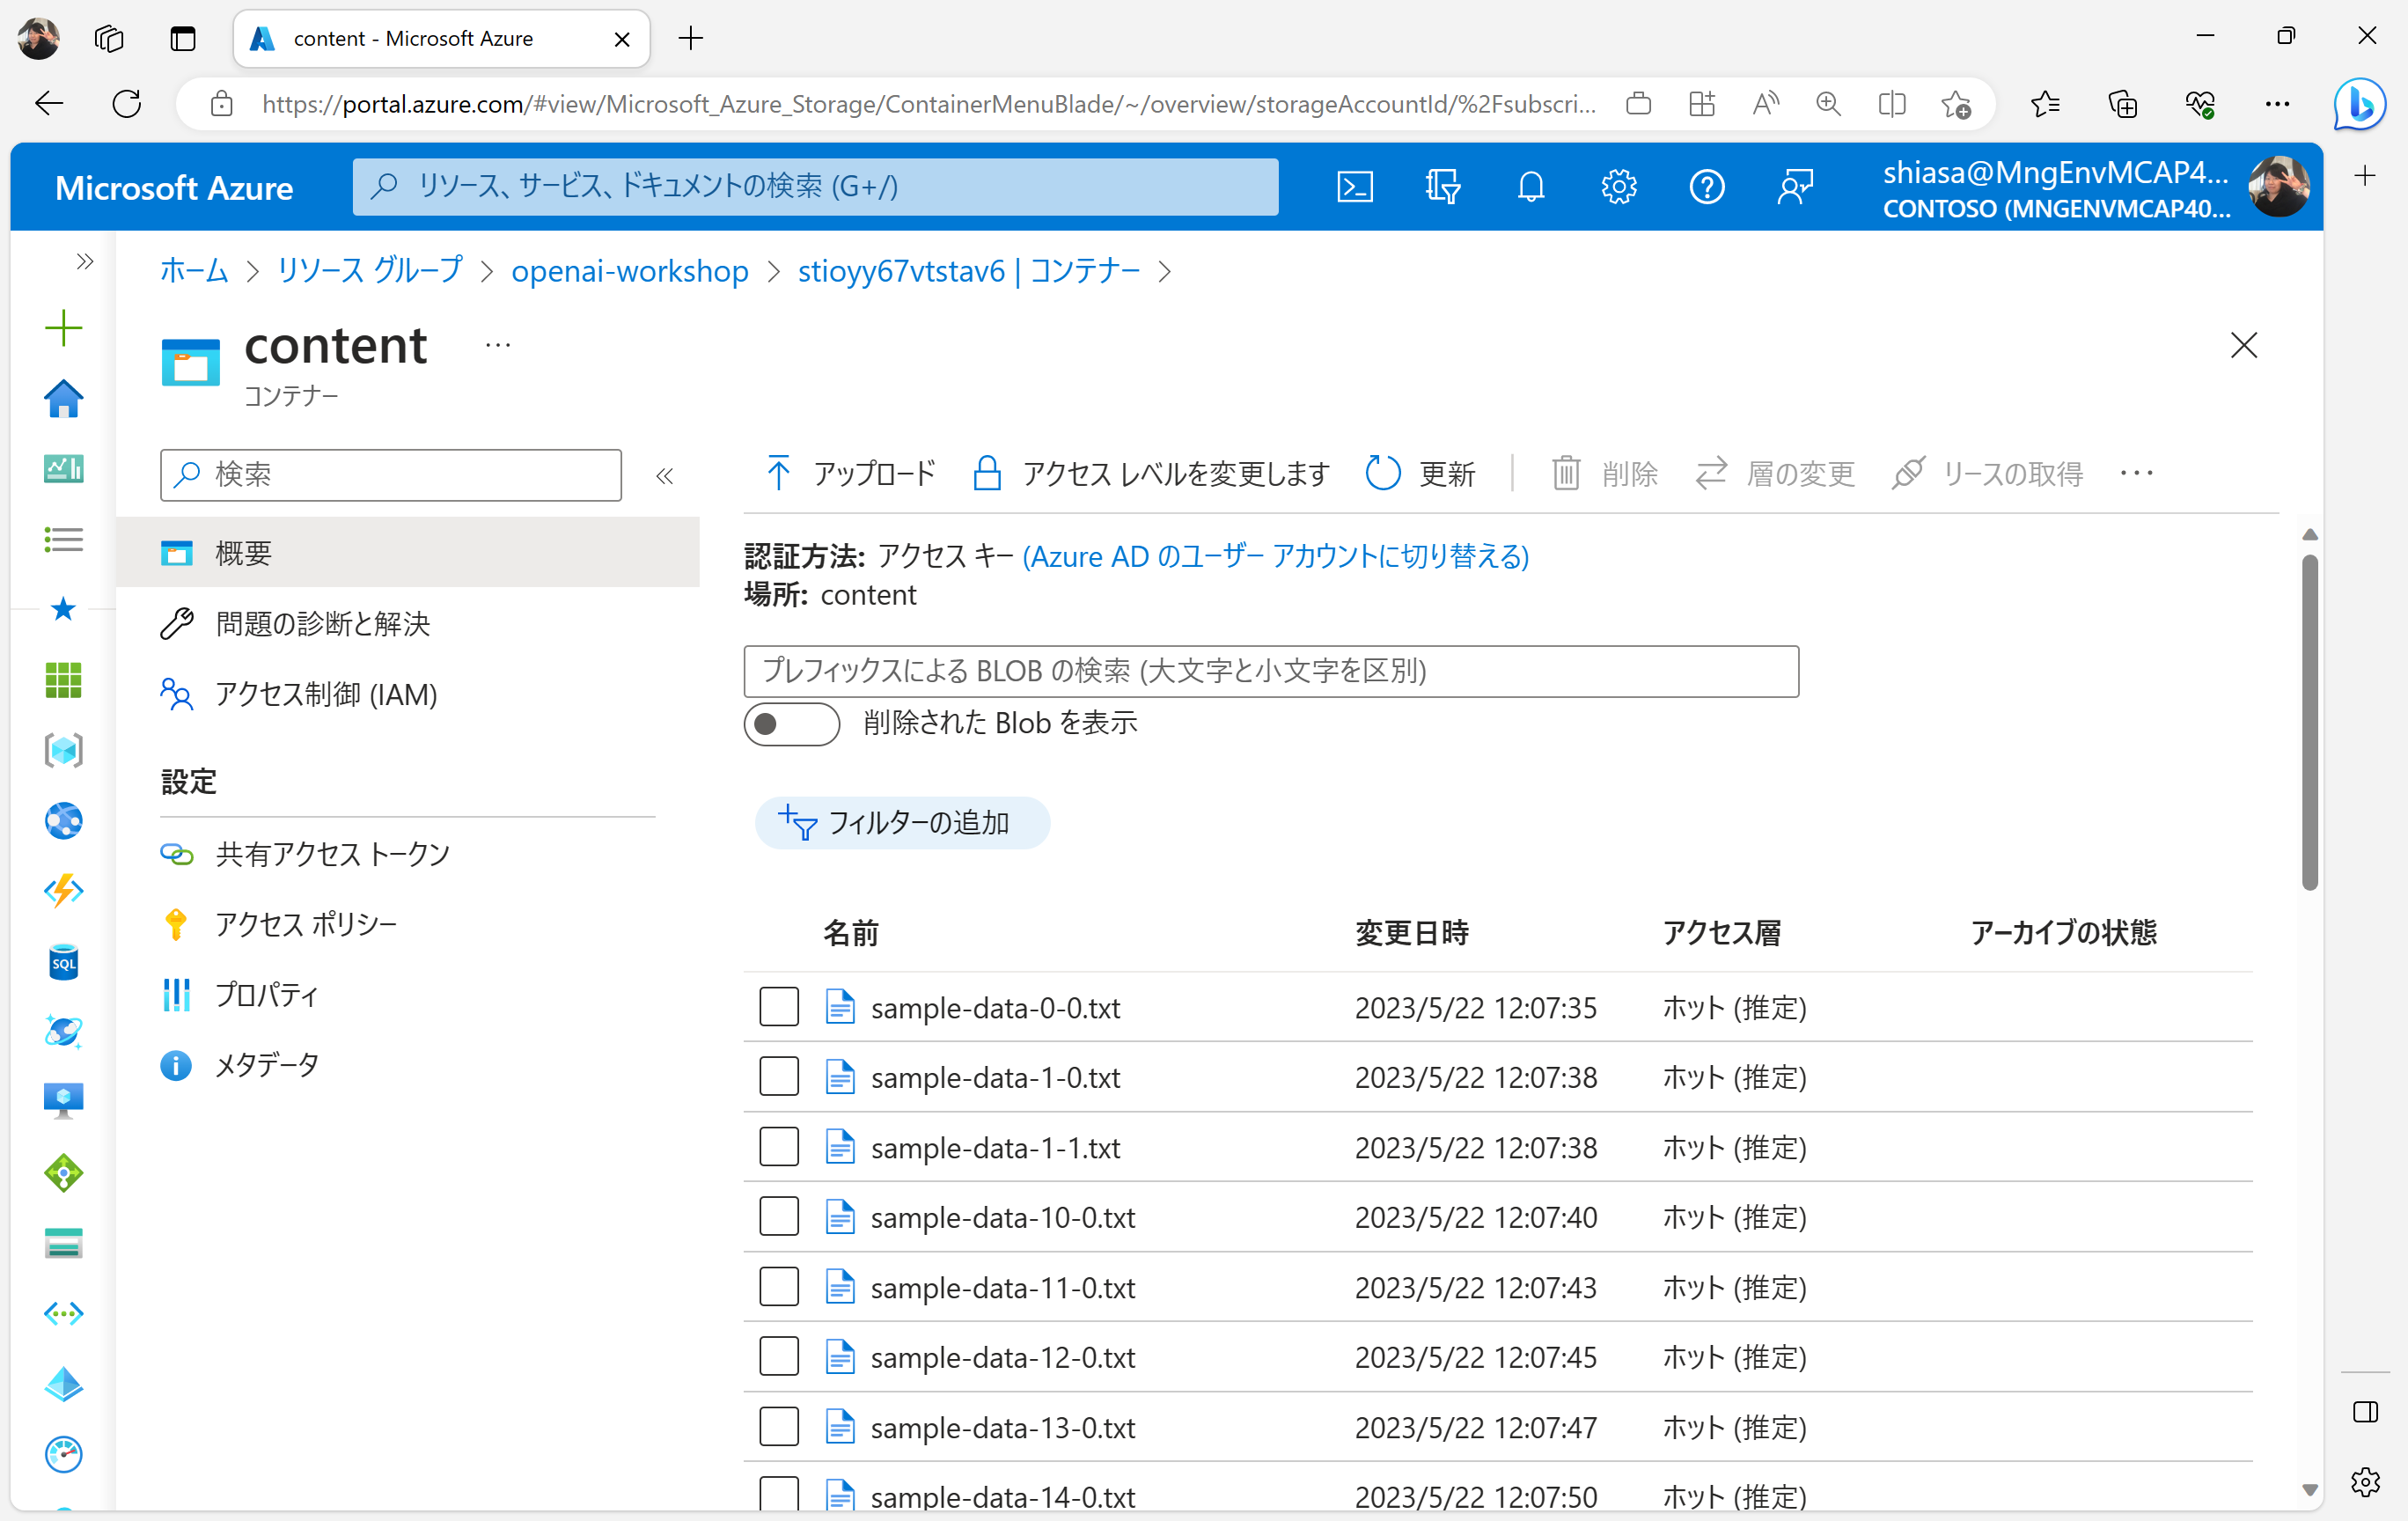 content - Microsoft Azure
https://portal.azure.com/#view/Microsoft_Azure_Storage/ContainerMenuBlade/~/overview/storageAccountId/%2Fsubscri...
Microsoft Azure
リソース、サービス、ドキュメントの検索 (G+/)
shiasa@MngEnvMCAP4...
CONTOSO (MNGENVMCAP40...
ホーム > リソース グループ > openai-workshop > stioyy67vtstav6 | コンテナー >
content ...
コンテナー
検索
概要
問題の診断と解決
アクセス制御 (IAM)
設定
共有アクセス トークン
アクセス ポリシー
プロパティ
メタデータ
アップロード アクセス レベルを変更します 更新 削除 層の変更 リースの取得 ...
認証方法: アクセス キー (Azure AD のユーザー アカウントに切り替える)
場所: content
プレフィックスによる BLOB の検索 (大文字と小文字を区別)
削除された Blob を表示
フィルターの追加
名前 変更日時 アクセス層 アーカイブの状態
sample-data-0-0.txt 2023/5/22 12:07:35 ホット (推定)
sample-data-1-0.txt 2023/5/22 12:07:38 ホット (推定)
sample-data-1-1.txt 2023/5/22 12:07:38 ホット (推定)
sample-data-10-0.txt 2023/5/22 12:07:40 ホット (推定)
sample-data-11-0.txt 2023/5/22 12:07:43 ホット (推定)
sample-data-12-0.txt 2023/5/22 12:07:45 ホット (推定)
sample-data-13-0.txt 2023/5/22 12:07:47 ホット (推定)
sample-data-14-0.txt 2023/5/22 12:07:50 ホット (推定)
SQL